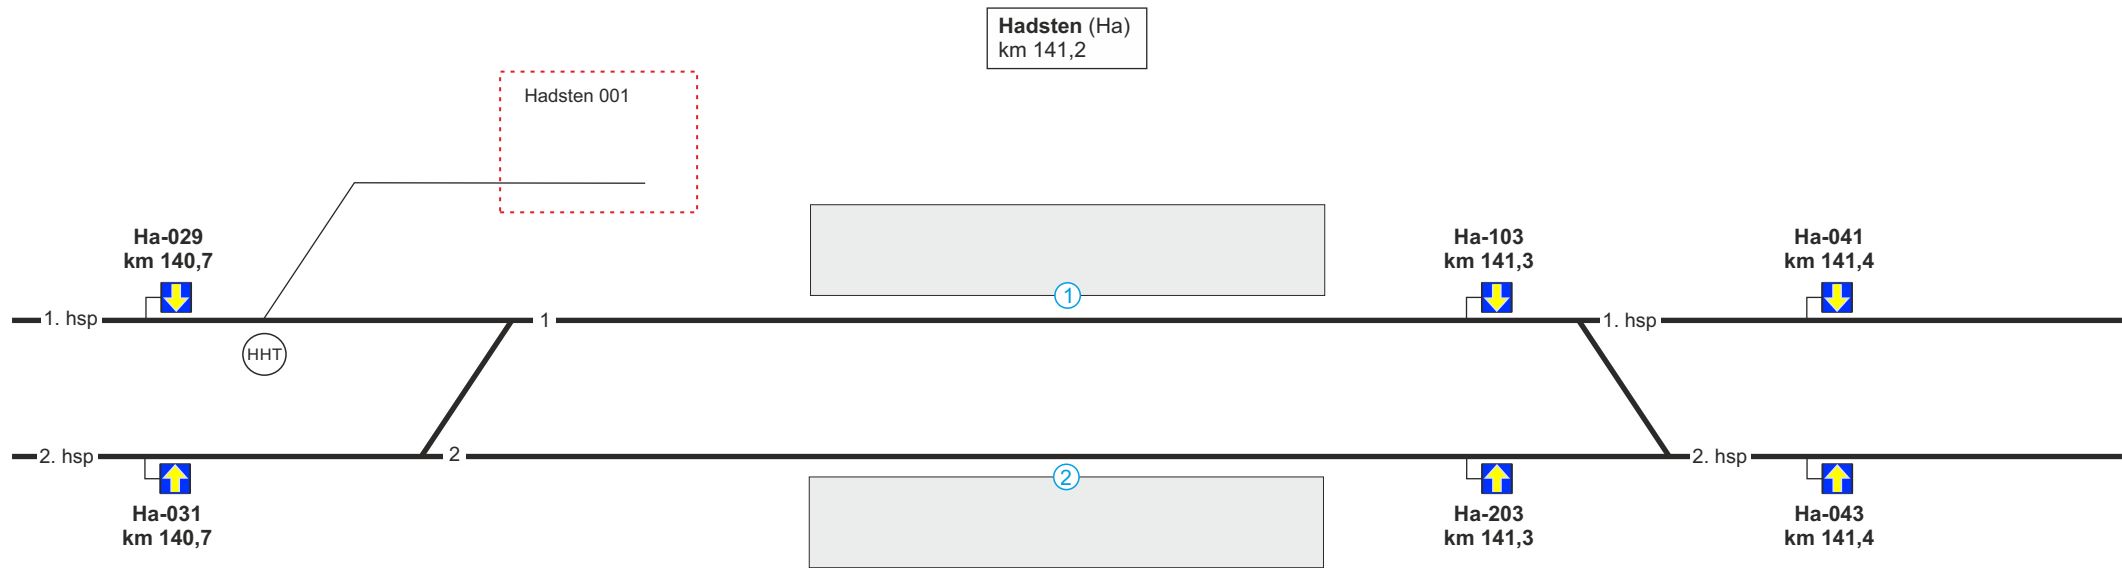 Hadsten (Ha)
km 141,2
Hadsten 001
Ha-029
km 140,7
Ha-103
km 141,3
Ha-041
km 141,4
1
1. hsp
1
1. hsp
HHT
2. hsp
2
2. hsp
2
Ha-031
km 140,7
Ha-203
km 141,3
Ha-043
km 141,4